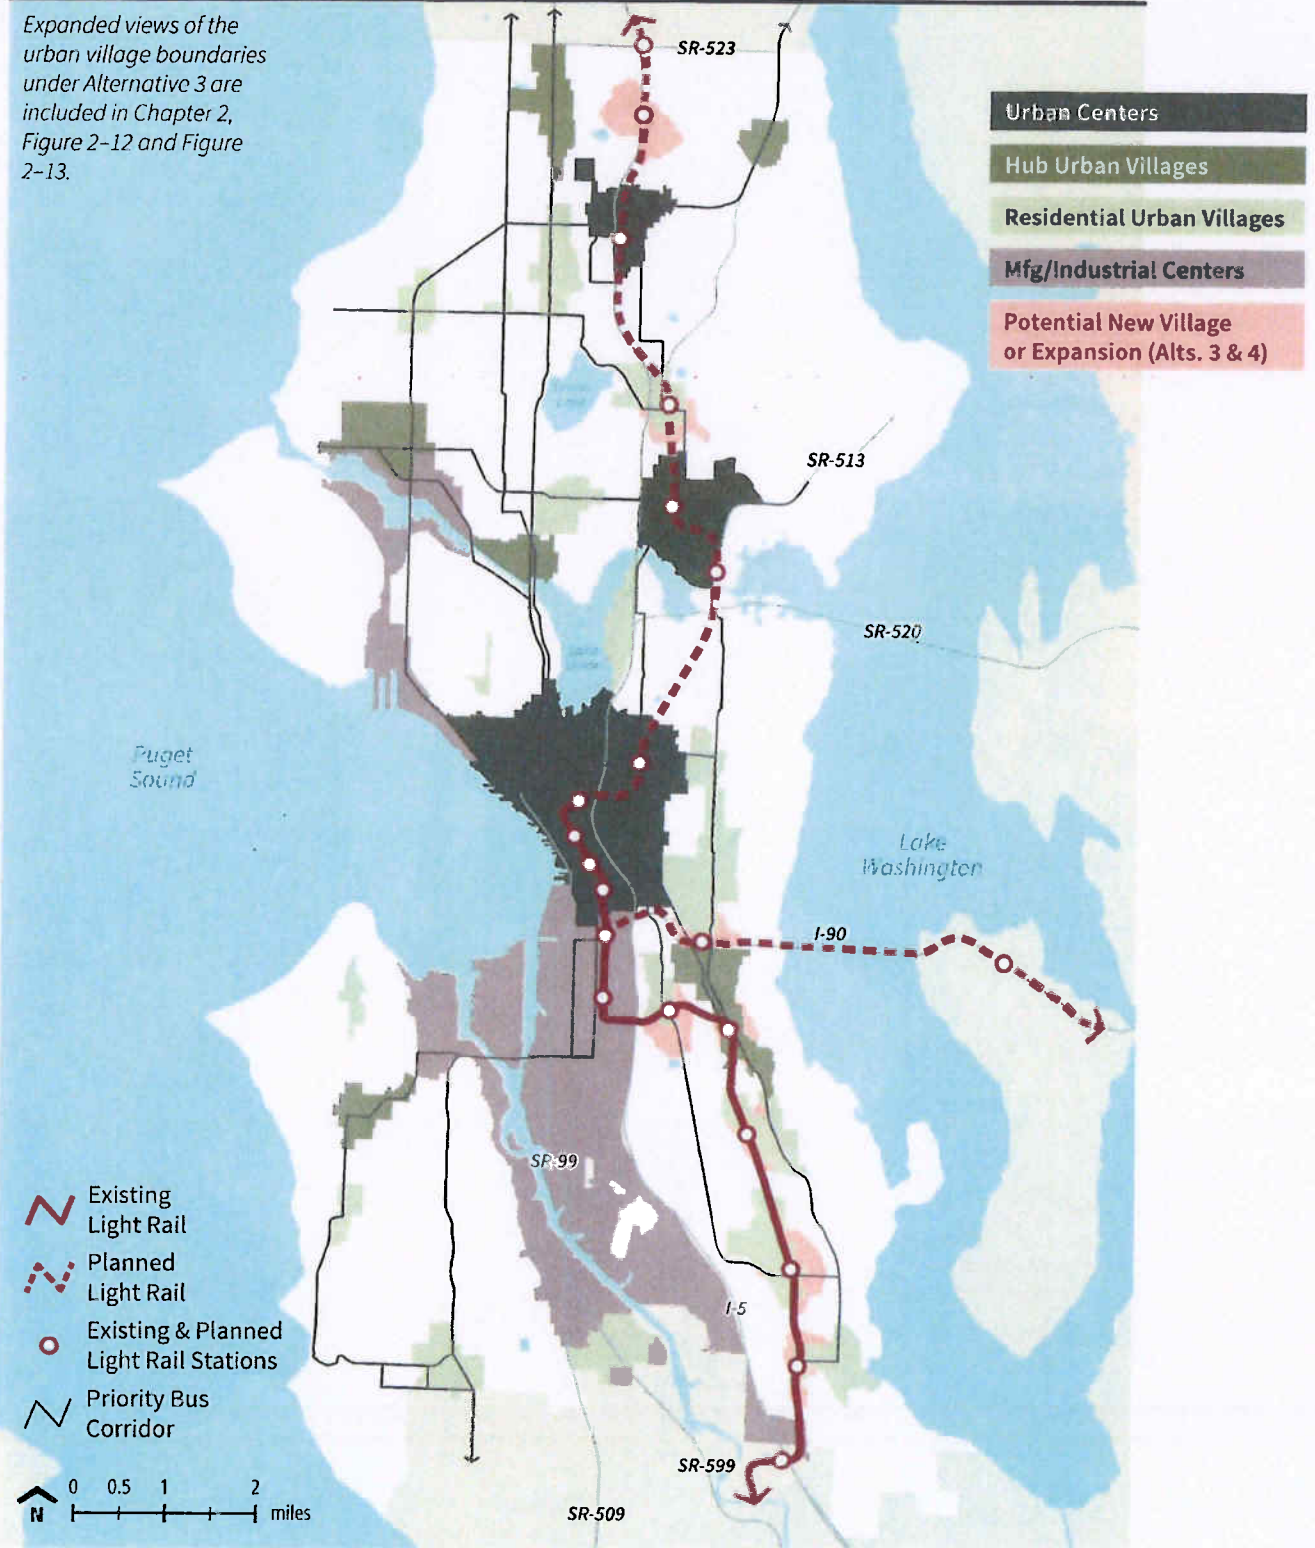 Expanded views of the
urban village boundaries
under Alternative 3 are
included in Chapter 2,
Figure 2-12 and Figure
2-13.
SR-523
Urban Centers
Hub Urban Villages
Residential Urban Villages
Mfg/Industrial Centers
Potential New Village
or Expansion (Alts. 3 & 4)
SR-513
SR-520
Puget
Sound
Lake
Washington
I-90
SR-99
I-5
Existing
Light Rail
Planned
Light Rail
Existing & Planned
Light Rail Stations
Priority Bus
Corridor
N
0 0.5 1 2
miles
SR-599
SR-509